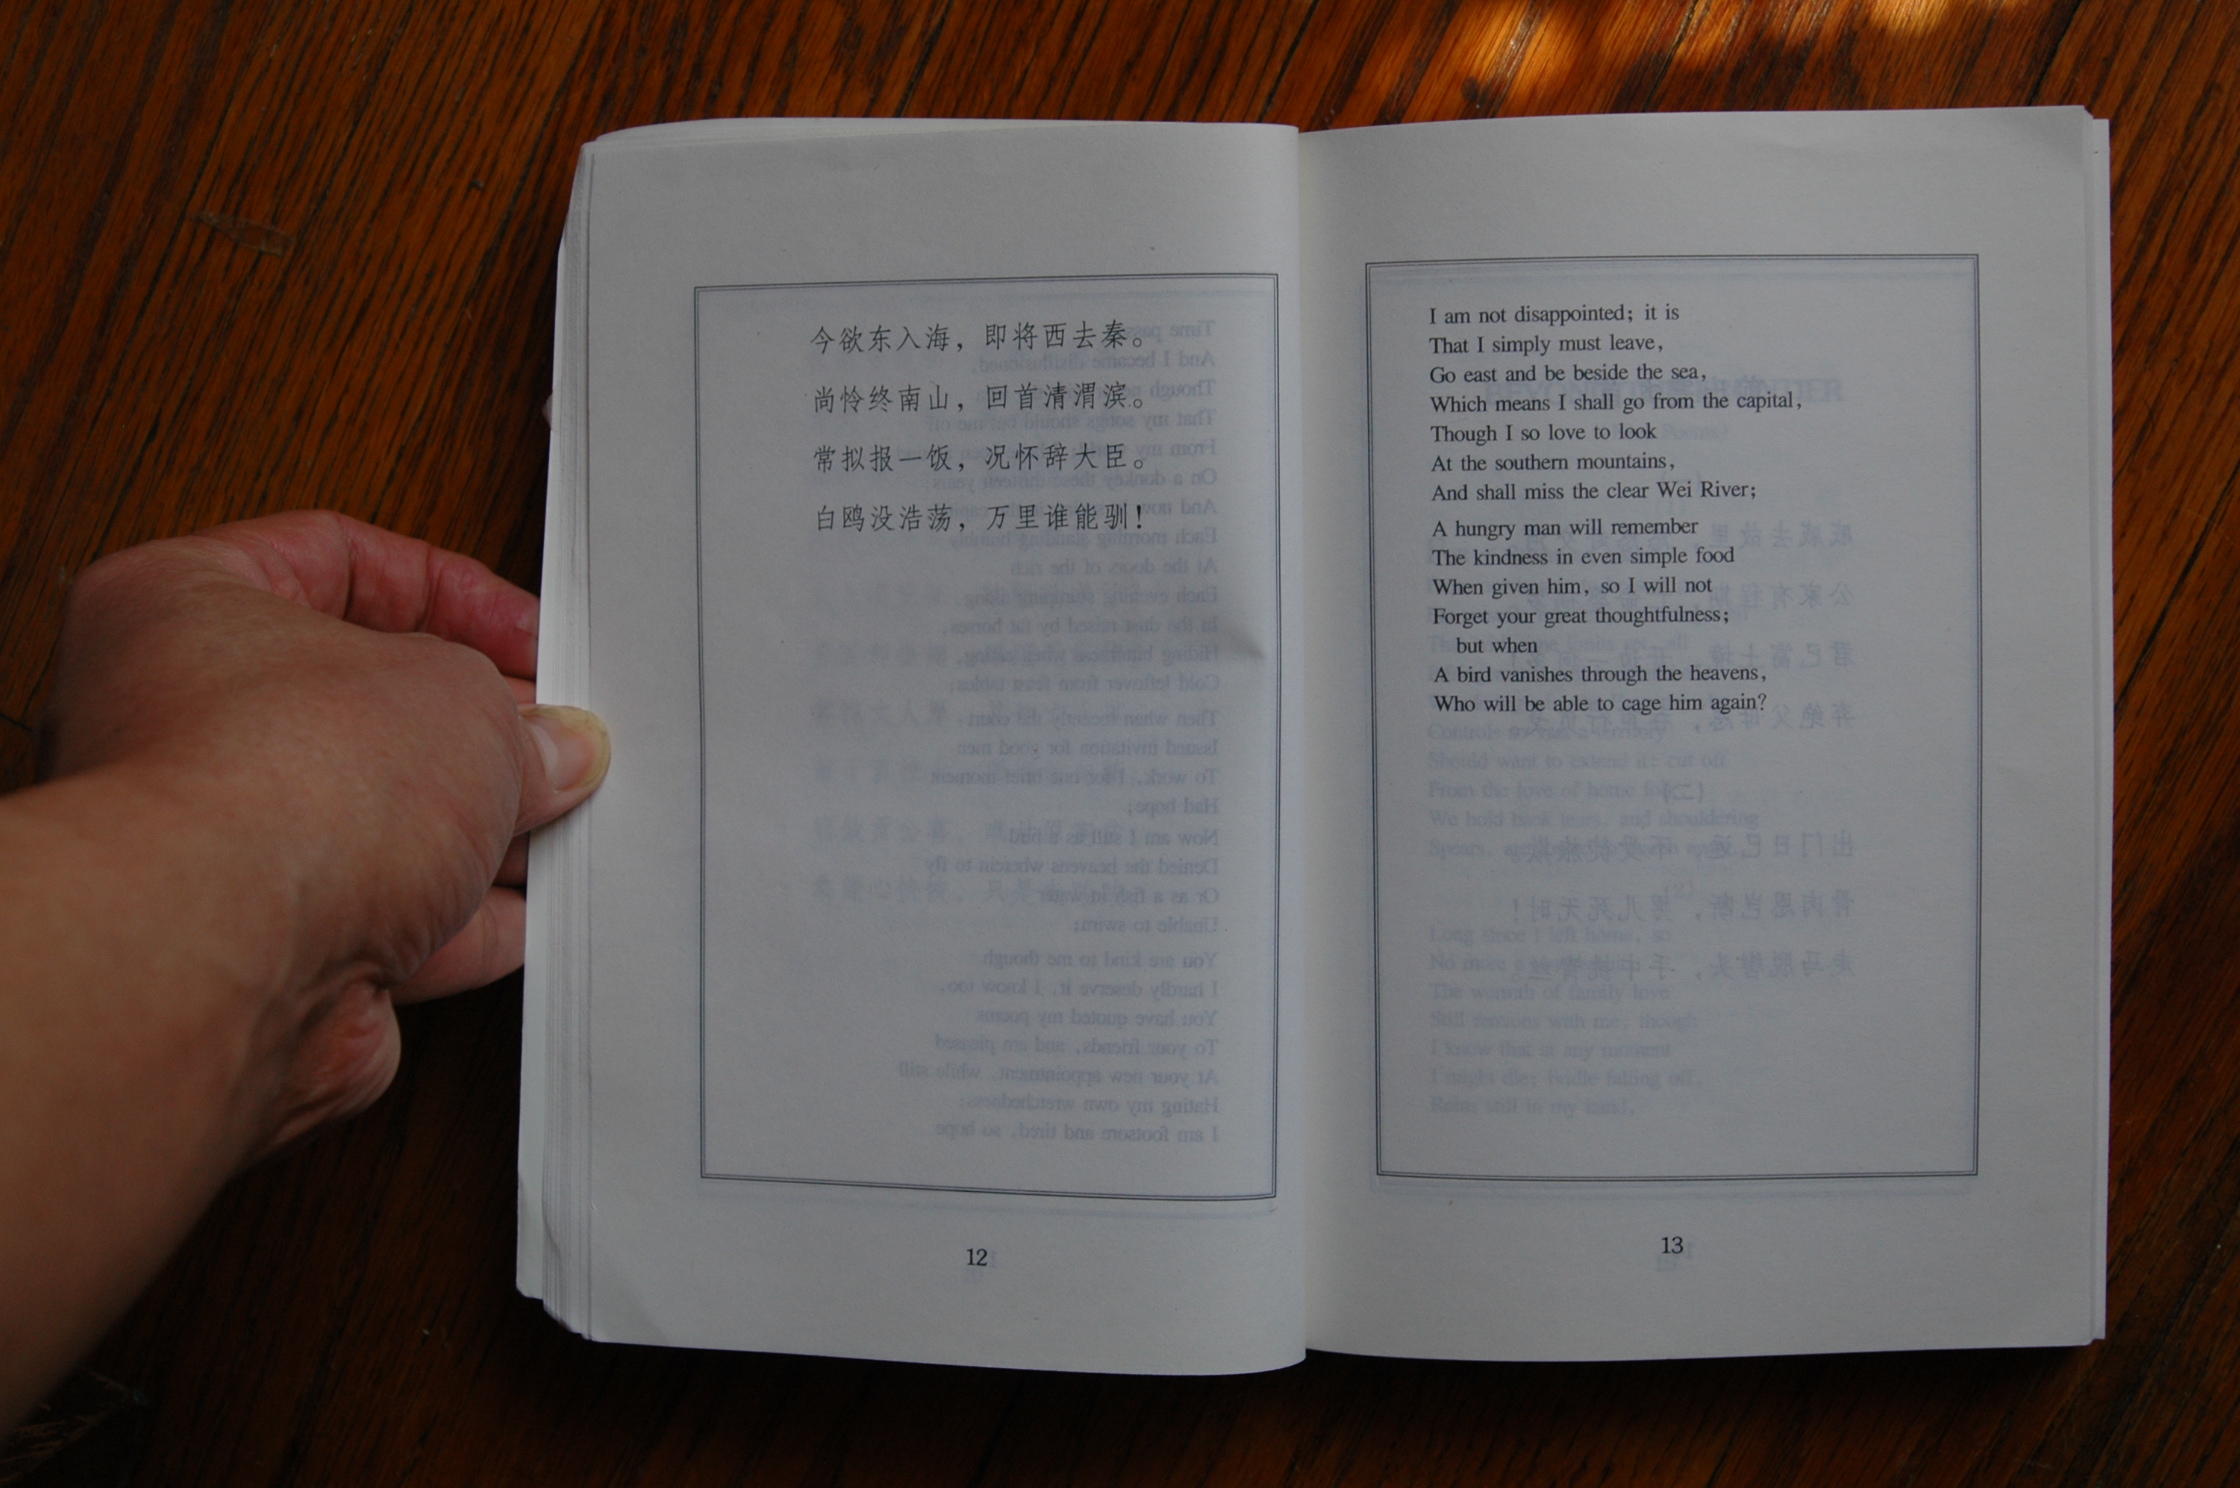 今欲东入海，即将西去秦。
尚怜终南山，回首清渭滨。
常拟报一饭，况怀辞大臣。
白鸥没浩荡，万里谁能驯！
12
I am not disappointed; it is
That I simply must leave,
Go east and be beside the sea,
Which means I shall go from the capital,
Though I so love to look
At the southern mountains,
And shall miss the clear Wei River;
A hungry man will remember
The kindness in even simple food
When given him, so I will not
Forget your great thoughtfulness;
but when
A bird vanishes through the heavens,
Who will be able to cage him again?
13